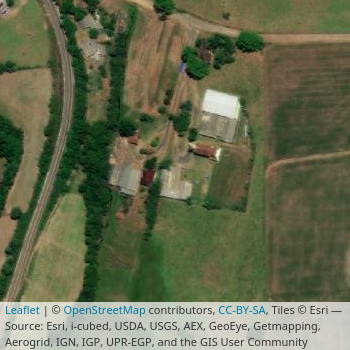 Leaflet | © OpenStreetMap contributors, CC-BY-SA, Tiles © Esri —
Source: Esri, i-cubed, USDA, USGS, AEX, GeoEye, Getmapping,
Aerogrid, IGN, IGP, UPR-EGP, and the GIS User Community